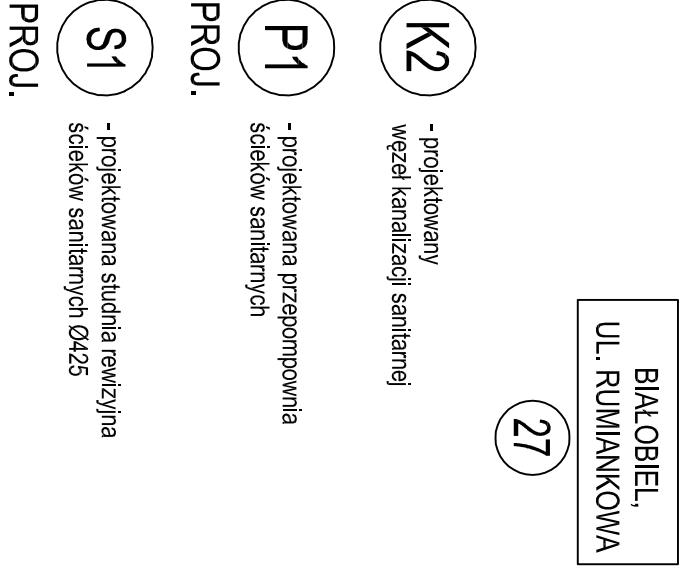 BIAŁOBIEL,
UL. RUMIANKOWA
27
K2
- projektowany
węzeł kanalizacji sanitarnej
P1
PROJ.
- projektowana przepompownia
ścieków sanitarnych
S1
PROJ.
- projektowana studnia rewizyjna
ścieków sanitarnych Ø425